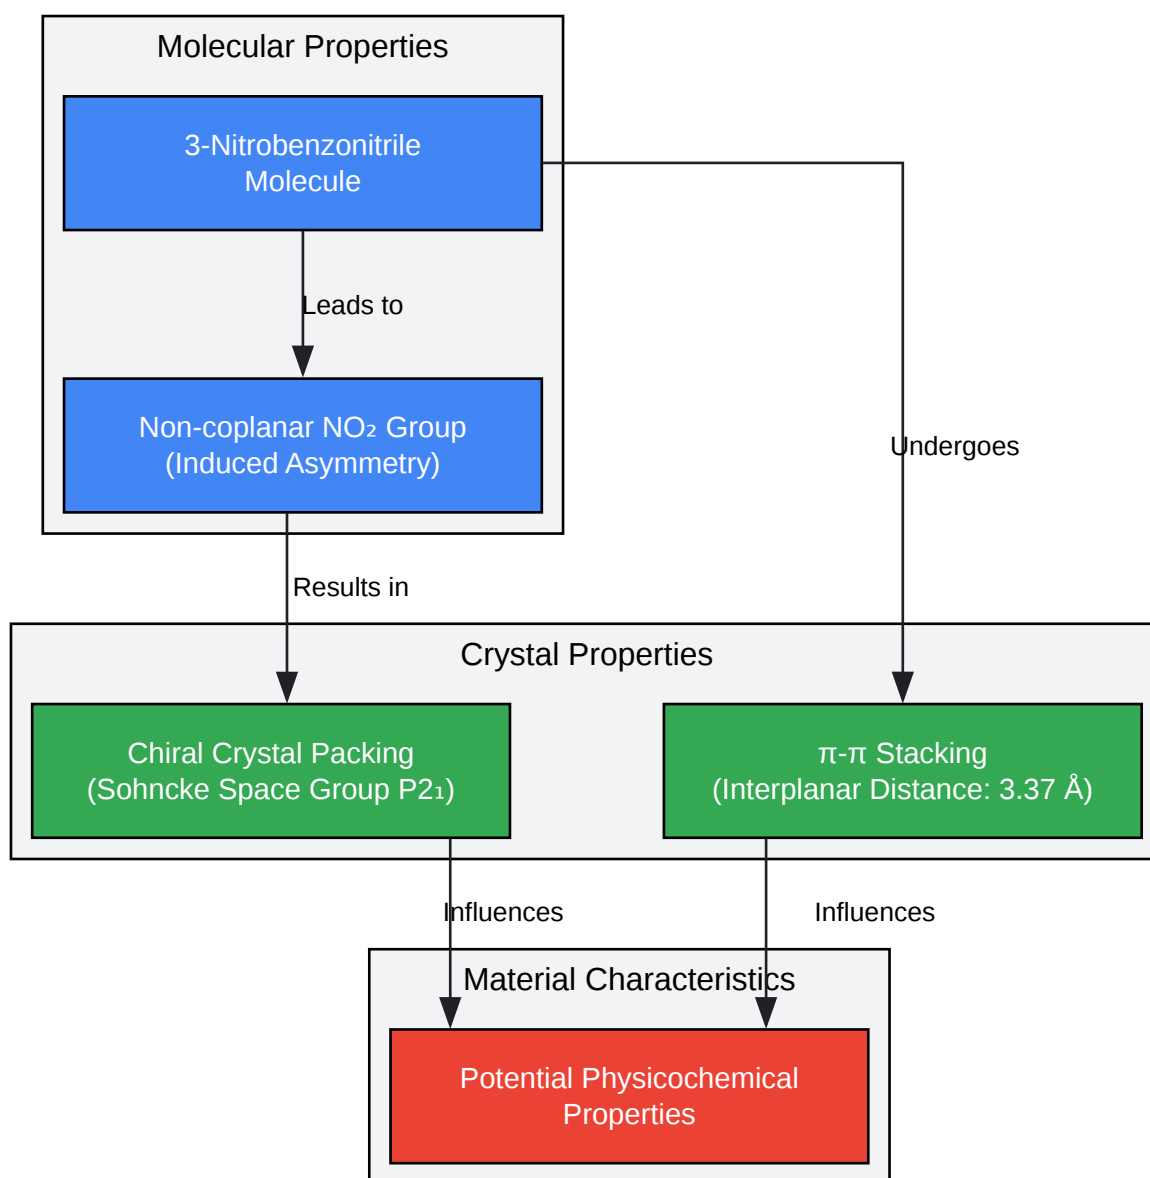 Molecular Properties
3-Nitrobenzonitrile
Molecule
Leads to
Non-coplanar NO₂ Group
(Induced Asymmetry)
Undergoes
Results in
Crystal Properties
Chiral Crystal Packing
(Sohncke Space Group P2₁)
π-π Stacking
(Interplanar Distance: 3.37 Å)
Influences
Influences
Material Characteristics
Potential Physicochemical
Properties